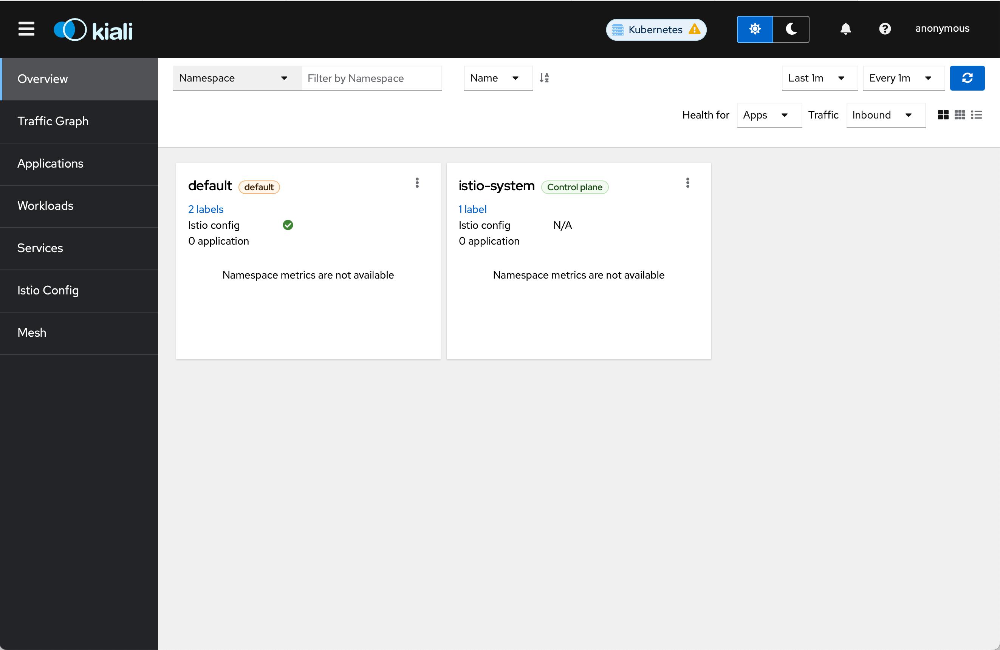 kiali
Kubernetes
anonymous
Overview
Traffic Graph
Applications
Workloads
Services
Istio Config
Mesh
Namespace
Filter by Namespace
Name
Last 1m
Every 1m
Health for
Apps
Traffic
Inbound
default default
2 labels
Istio config
0 application
Namespace metrics are not available
istio-system Control plane
1 label
Istio config N/A
0 application
Namespace metrics are not available